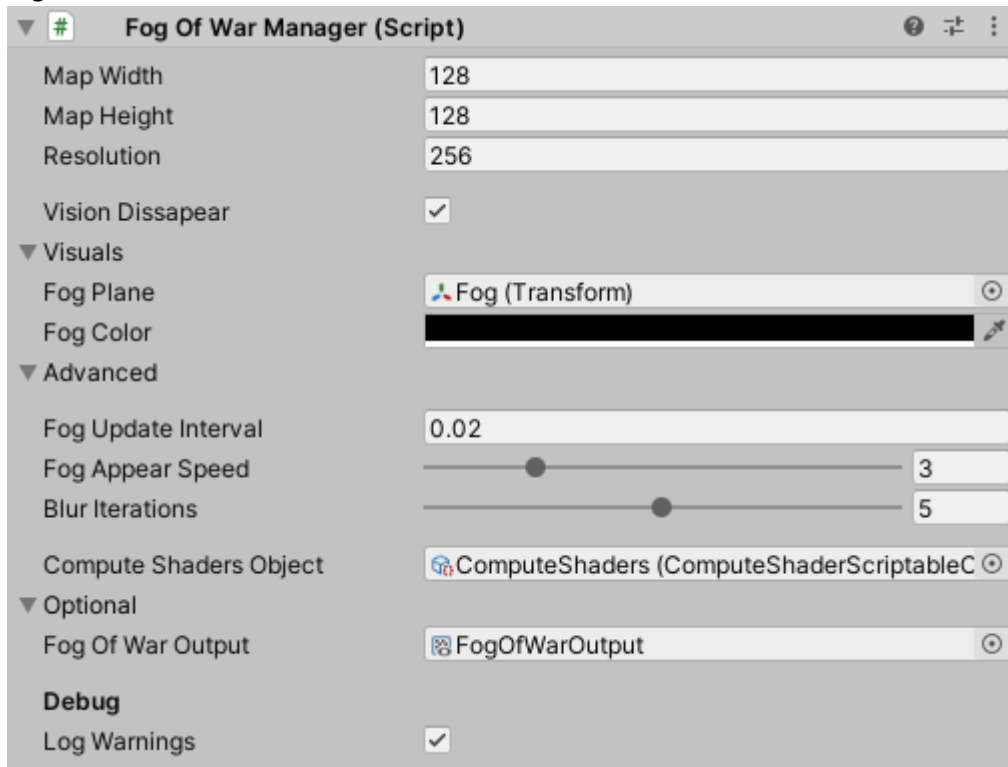 Fog Of War Manager (Script)
Map Width 128
Map Height 128
Resolution 256
Vision Dissapear
Visuals
Fog Plane Fog (Transform)
Fog Color
Advanced
Fog Update Interval 0.02
Fog Appear Speed 3
Blur Iterations 5
Compute Shaders Object ComputeShaders (ComputeShaderScriptableC
Optional
Fog Of War Output FogOfWarOutput
Debug
Log Warnings